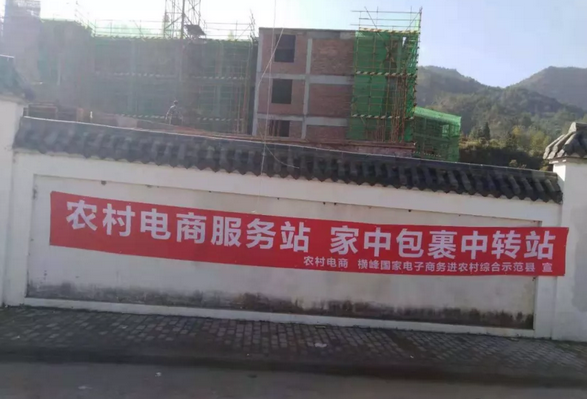 农村电商服务站 家中包裹中转站
农村电商 横峰国家电子商务进农村综合示范县 宣